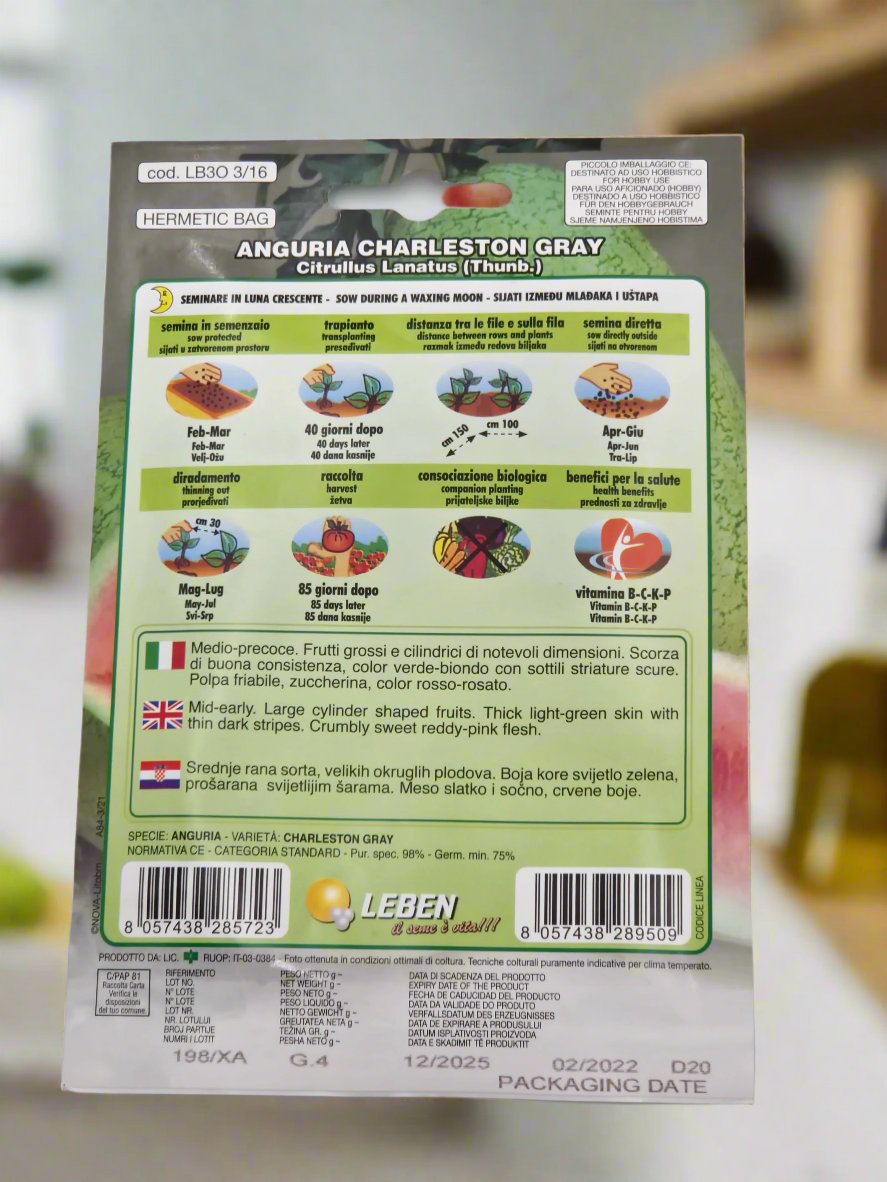 cod. LB3O 3/16
HERMETIC BAG
PICCOLO IMBALLAGGIO CE:
DESTINATO AD USO HOBBISTICO
FOR HOBBY USE
PARA USO AFICIONADO (HOBBY)
DESTINADO A USO HOBBISTICO
FÜR DEN HOBBYGEBRAUCH
SEMINTE PENTRU HOBBY
SJEME NAMJENJENO HOBISTIMA
ANGURIA CHARLESTON GRAY
Citrullus Lanatus (Thunb.)
SEMINARE IN LUNA CRESCENTE - SOW DURING A WAXING MOON - SIJATI IZMEĐU MLAĐAKA I UŠTAPA
semina in semenzaio
sow protected
sijati u zatvorenom prostoru
trapianto
transplanting
presađivati
distanza tra le file e sulla fila
distance between rows and plants
razmak između redova biljaka
semina diretta
sow directly outside
sijati na otvorenom
Feb-Mar
Feb-Mar
Velj-Ožu
40 giorni dopo
40 days later
40 dana kasnije
cm 150
cm 100
Apr-Giu
Apr-Jun
Tra-Lip
diradamento
thinning out
prorjeđivati
raccolta
harvest
žetva
consociazione biologica
companion planting
prijateljske biljke
benefici per la salute
health benefits
prednosti za zdravlje
cm 30
Mag-Lug
May-Jul
Svi-Srp
85 giorni dopo
85 days later
85 dana kasnije
vitamina B-C-K-P
Vitamin B-C-K-P
Vitamin B-C-K-P
Medio-precoce. Frutti grossi e cilindrici di notevoli dimensioni. Scorza
di buona consistenza, color verde-biondo con sottili striature scure.
Polpa friabile, zuccherina, color rosso-rosato.
Mid-early. Large cylinder shaped fruits. Thick light-green skin with
thin dark stripes. Crumbly sweet reddy-pink flesh.
Srednje rana sorta, velikih okruglih plodova. Boja kore svijetlo zelena,
prošarana svijetlijim šarama. Meso slatko i sočno, crvene boje.
SPECIE: ANGURIA - VARIETÀ: CHARLESTON GRAY
NORMATIVA CE - CATEGORIA STANDARD - Pur. spec. 98% - Germ. min. 75%
©NOVA-Litobm
A84-3/21
8 057438 285723
LEBEN
il seme è vita!!!
8 057438 289509
CODICE LINEA
PRODOTTO DA: LIC. RUOP: IT-03-0384 - Foto ottenuta in condizioni ottimali di coltura. Tecniche colturali puramente indicative per clima temperato.
C/PAP 81
Raccolta Carta
Verifica le
disposizioni
del tuo comune.
RIFERIMENTO
LOT NO.
N° LOTE
N° LOTE
LOT NR.
NR. LOTULUI
BROJ PARTIJE
NUMRI I LOTIT
198/XA
PESO NETTO g ~
NET WEIGHT g ~
PESO NETO g ~
PESO LIQUIDO g ~
NETTO GEWICHT g ~
GREUTATEA NETA g ~
TEŽINA GR. g ~
PESHA NETO g ~
G.4
DATA DI SCADENZA DEL PRODOTTO
EXPIRY DATE OF THE PRODUCT
FECHA DE CADUCIDAD DEL PRODUCTO
DATA DA VALIDADE DO PRODUTO
VERFALLSDATUM DES ERZEUGNISSES
DATA DE EXPIRARE A PRODUSULUI
DATUM ISPLATIVOSTI PROIZVODA
DATA E SKADIMIT TË PRODUKTIT
12/2025
02/2022 D20
PACKAGING DATE